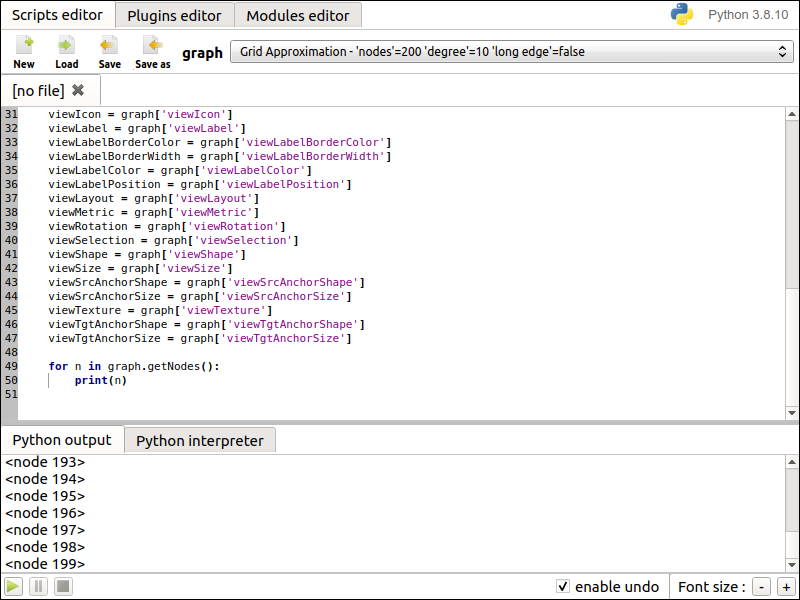 Scripts editor Plugins editor Modules editor Python 3.8.10
New Load Save Save as graph Grid Approximation - 'nodes'=200 'degree'=10 'long edge'=false
[no file]
31 viewIcon = graph['viewIcon']
32 viewLabel = graph['viewLabel']
33 viewLabelBorderColor = graph['viewLabelBorderColor']
34 viewLabelBorderWidth = graph['viewLabelBorderWidth']
35 viewLabelColor = graph['viewLabelColor']
36 viewLabelPosition = graph['viewLabelPosition']
37 viewLayout = graph['viewLayout']
38 viewMetric = graph['viewMetric']
39 viewRotation = graph['viewRotation']
40 viewSelection = graph['viewSelection']
41 viewShape = graph['viewShape']
42 viewSize = graph['viewSize']
43 viewSrcAnchorShape = graph['viewSrcAnchorShape']
44 viewSrcAnchorSize = graph['viewSrcAnchorSize']
45 viewTexture = graph['viewTexture']
46 viewTgtAnchorShape = graph['viewTgtAnchorShape']
47 viewTgtAnchorSize = graph['viewTgtAnchorSize']
48
49 for n in graph.getNodes():
50 print(n)
51
Python output Python interpreter
<node 193>
<node 194>
<node 195>
<node 196>
<node 197>
<node 198>
<node 199>
enable undo Font size : - +